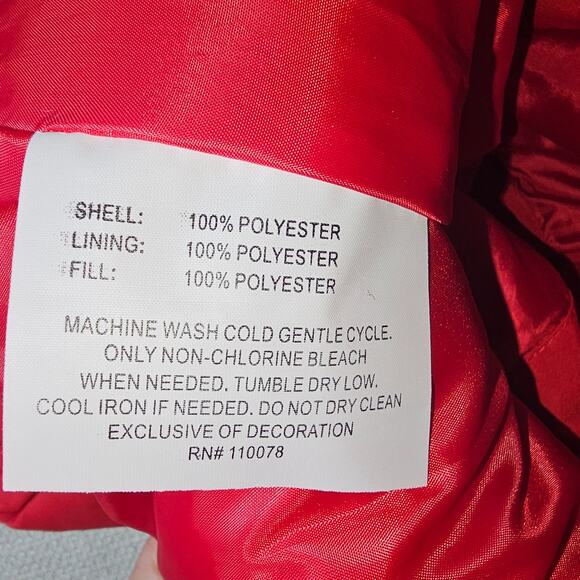 SHELL: 100% POLYESTER
LINING: 100% POLYESTER
FILL: 100% POLYESTER
MACHINE WASH COLD GENTLE CYCLE.
ONLY NON-CHLORINE BLEACH
WHEN NEEDED. TUMBLE DRY LOW.
COOL IRON IF NEEDED. DO NOT DRY CLEAN
EXCLUSIVE OF DECORATION
RN# 110078